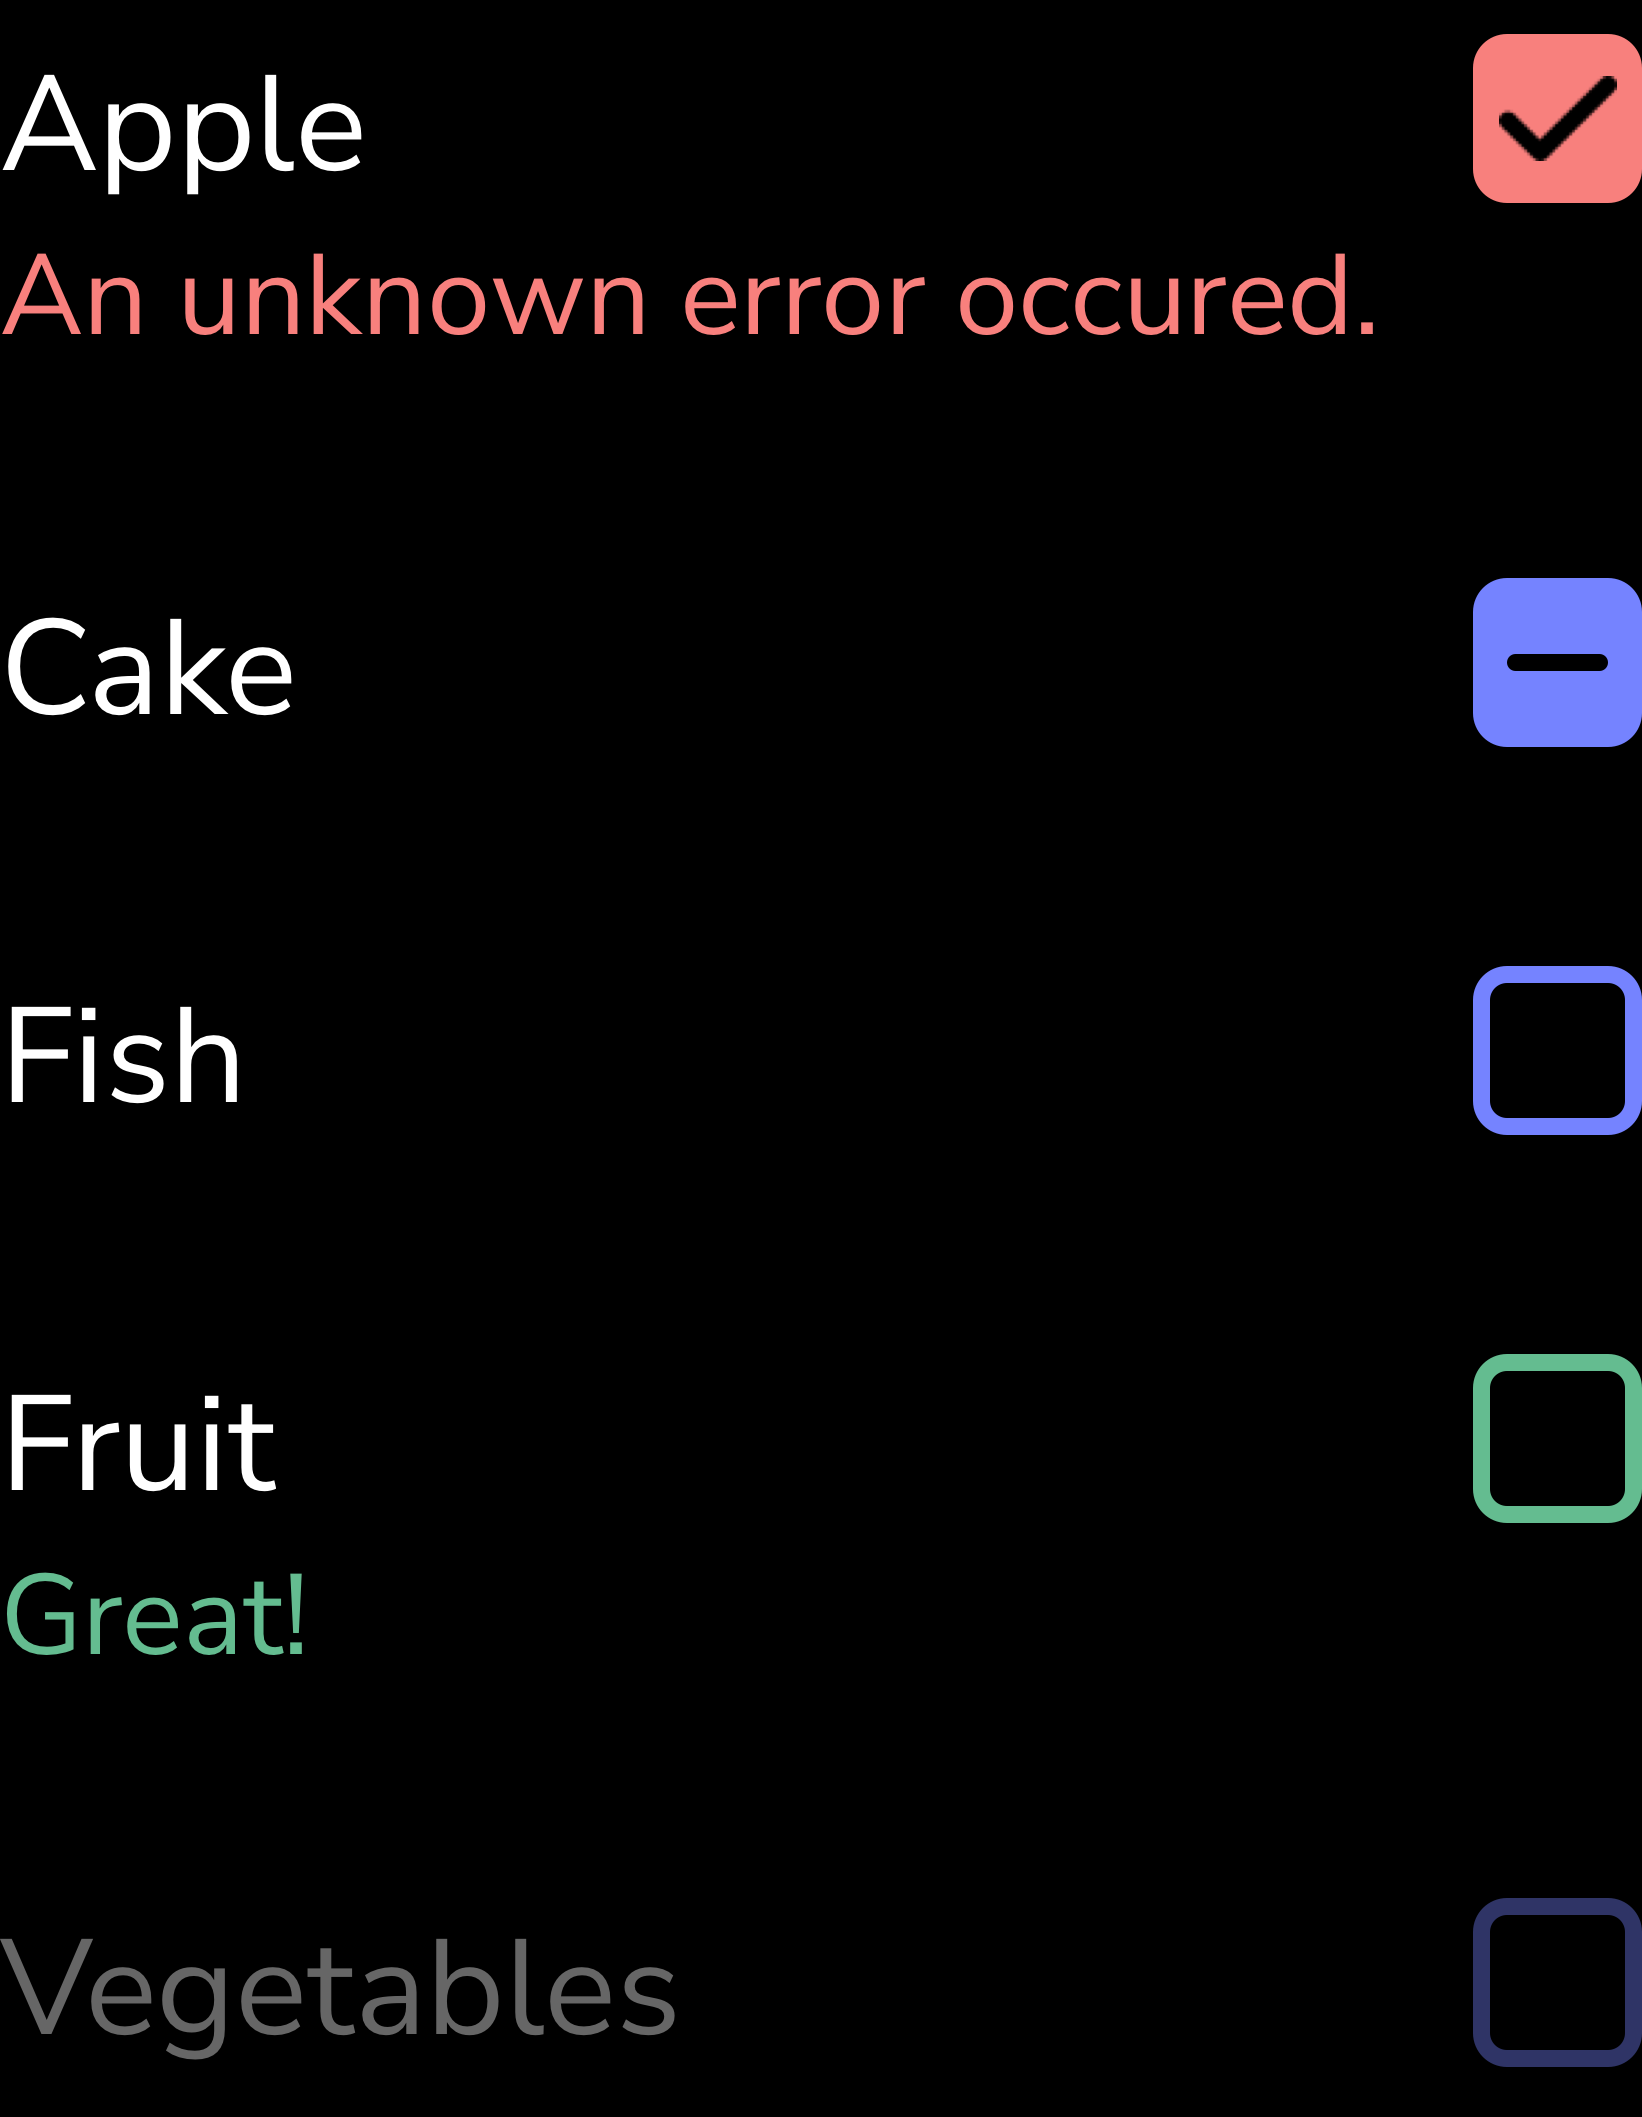 Apple
An unknown error occured.
Cake
Fish
Fruit
Great!
Vegetables